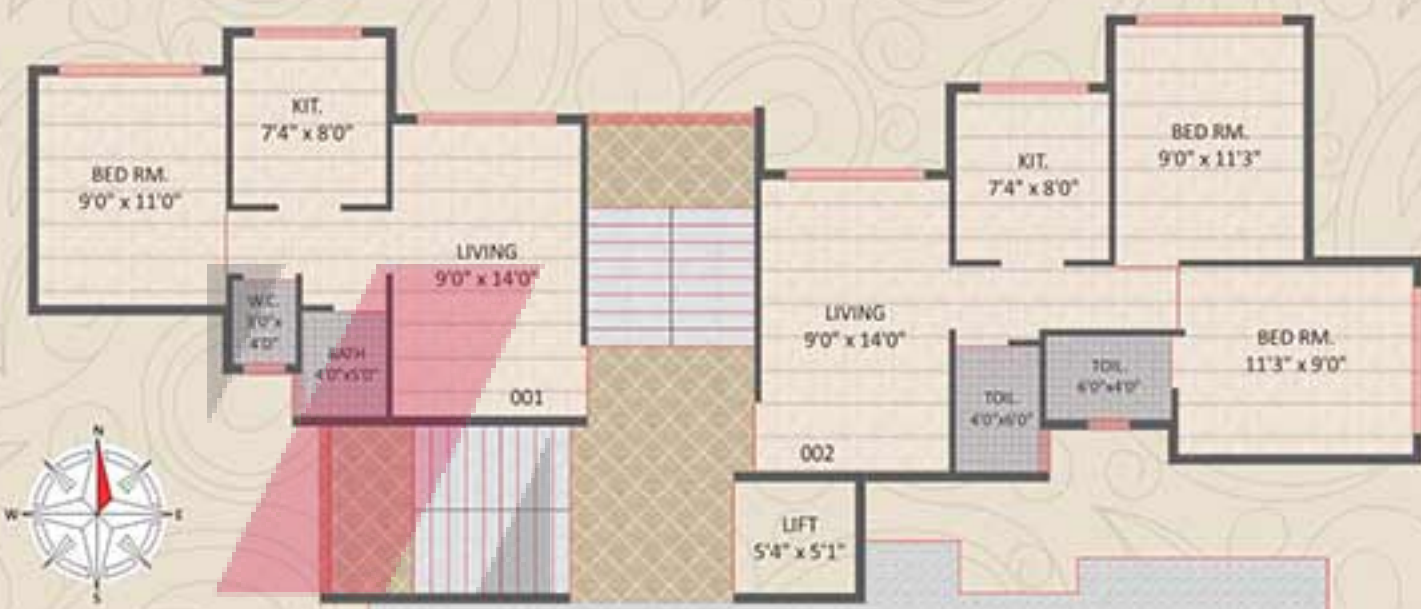 BED RM.
9'0" x 11'0"
KIT.
7'4" x 8'0"
LIVING
9'0" x 14'0"
W.C.
3'0"x
4'0"
BATH
4'0"x5'0"
001
LIVING
9'0" x 14'0"
002
KIT.
7'4" x 8'0"
BED RM.
9'0" x 11'3"
BED RM.
11'3" x 9'0"
TOIL.
4'0"x6'0"
TOIL.
6'0"x4'0"
LIFT
5'4" x 5'1"
N
W
E
S